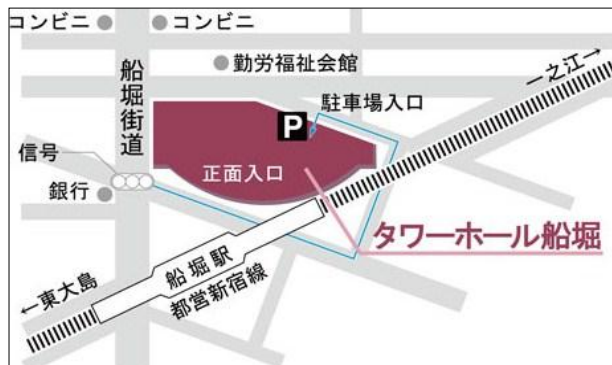 コンビニ
コンビニ
船堀街道
勤労福祉会館
一之江→
駐車場入口
P
信号
正面入口
銀行
タワーホール船堀
船堀駅
都営新宿線
←東大島